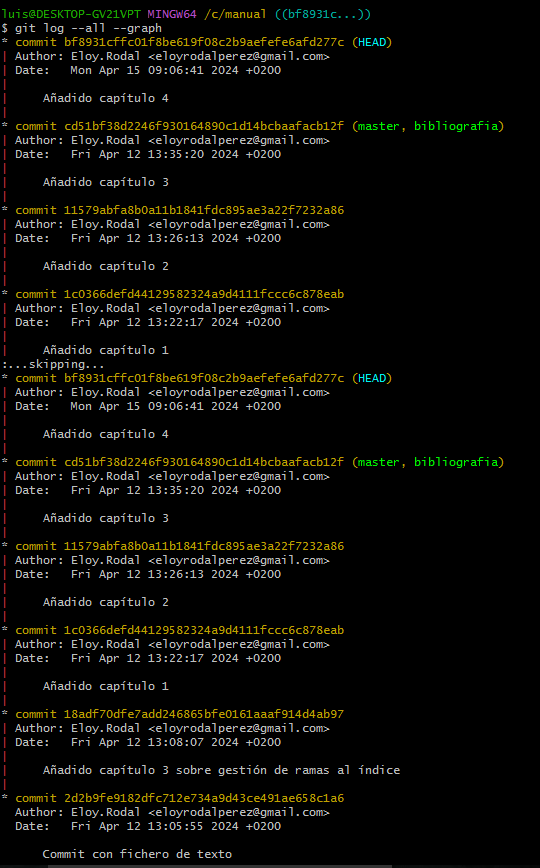 luis@DESKTOP-GV21VPT MINGW64 /c/manual ((bf8931c...))
$ git log --all --graph
* commit bf8931cffc01f8be619f08c2b9aefefe6afd277c (HEAD)
| Author: Eloy.Rodal <eloyrodalperez@gmail.com>
| Date:   Mon Apr 15 09:06:41 2024 +0200
|
|     Añadido capítulo 4
|
* commit cd51bf38d2246f930164890c1d14bcbaafacb12f (master, bibliografia)
| Author: Eloy.Rodal <eloyrodalperez@gmail.com>
| Date:   Fri Apr 12 13:35:20 2024 +0200
|
|     Añadido capítulo 3
|
* commit 11579abfa8b0a11b1841fdc895ae3a22f7232a86
| Author: Eloy.Rodal <eloyrodalperez@gmail.com>
| Date:   Fri Apr 12 13:26:13 2024 +0200
|
|     Añadido capítulo 2
|
* commit 1c0366defd44129582324a9d4111fccc6c878eab
| Author: Eloy.Rodal <eloyrodalperez@gmail.com>
| Date:   Fri Apr 12 13:22:17 2024 +0200
|
|     Añadido capítulo 1
:...skipping...
* commit bf8931cffc01f8be619f08c2b9aefefe6afd277c (HEAD)
| Author: Eloy.Rodal <eloyrodalperez@gmail.com>
| Date:   Mon Apr 15 09:06:41 2024 +0200
|
|     Añadido capítulo 4
|
* commit cd51bf38d2246f930164890c1d14bcbaafacb12f (master, bibliografia)
| Author: Eloy.Rodal <eloyrodalperez@gmail.com>
| Date:   Fri Apr 12 13:35:20 2024 +0200
|
|     Añadido capítulo 3
|
* commit 11579abfa8b0a11b1841fdc895ae3a22f7232a86
| Author: Eloy.Rodal <eloyrodalperez@gmail.com>
| Date:   Fri Apr 12 13:26:13 2024 +0200
|
|     Añadido capítulo 2
|
* commit 1c0366defd44129582324a9d4111fccc6c878eab
| Author: Eloy.Rodal <eloyrodalperez@gmail.com>
| Date:   Fri Apr 12 13:22:17 2024 +0200
|
|     Añadido capítulo 1
|
* commit 18adf70dfe7add246865bfe0161aaaf914d4ab97
| Author: Eloy.Rodal <eloyrodalperez@gmail.com>
| Date:   Fri Apr 12 13:08:07 2024 +0200
|
|     Añadido capítulo 3 sobre gestión de ramas al índice
|
* commit 2d2b9fe9182dfc712e734a9d43ce491ae658c1a6
  Author: Eloy.Rodal <eloyrodalperez@gmail.com>
  Date:   Fri Apr 12 13:05:55 2024 +0200

      Commit con fichero de texto